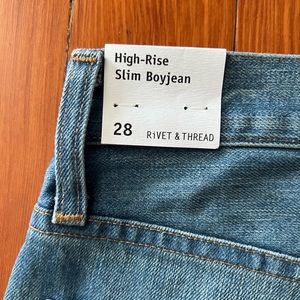 High-Rise
Slim Boyjean
28 RiVET & THREAD